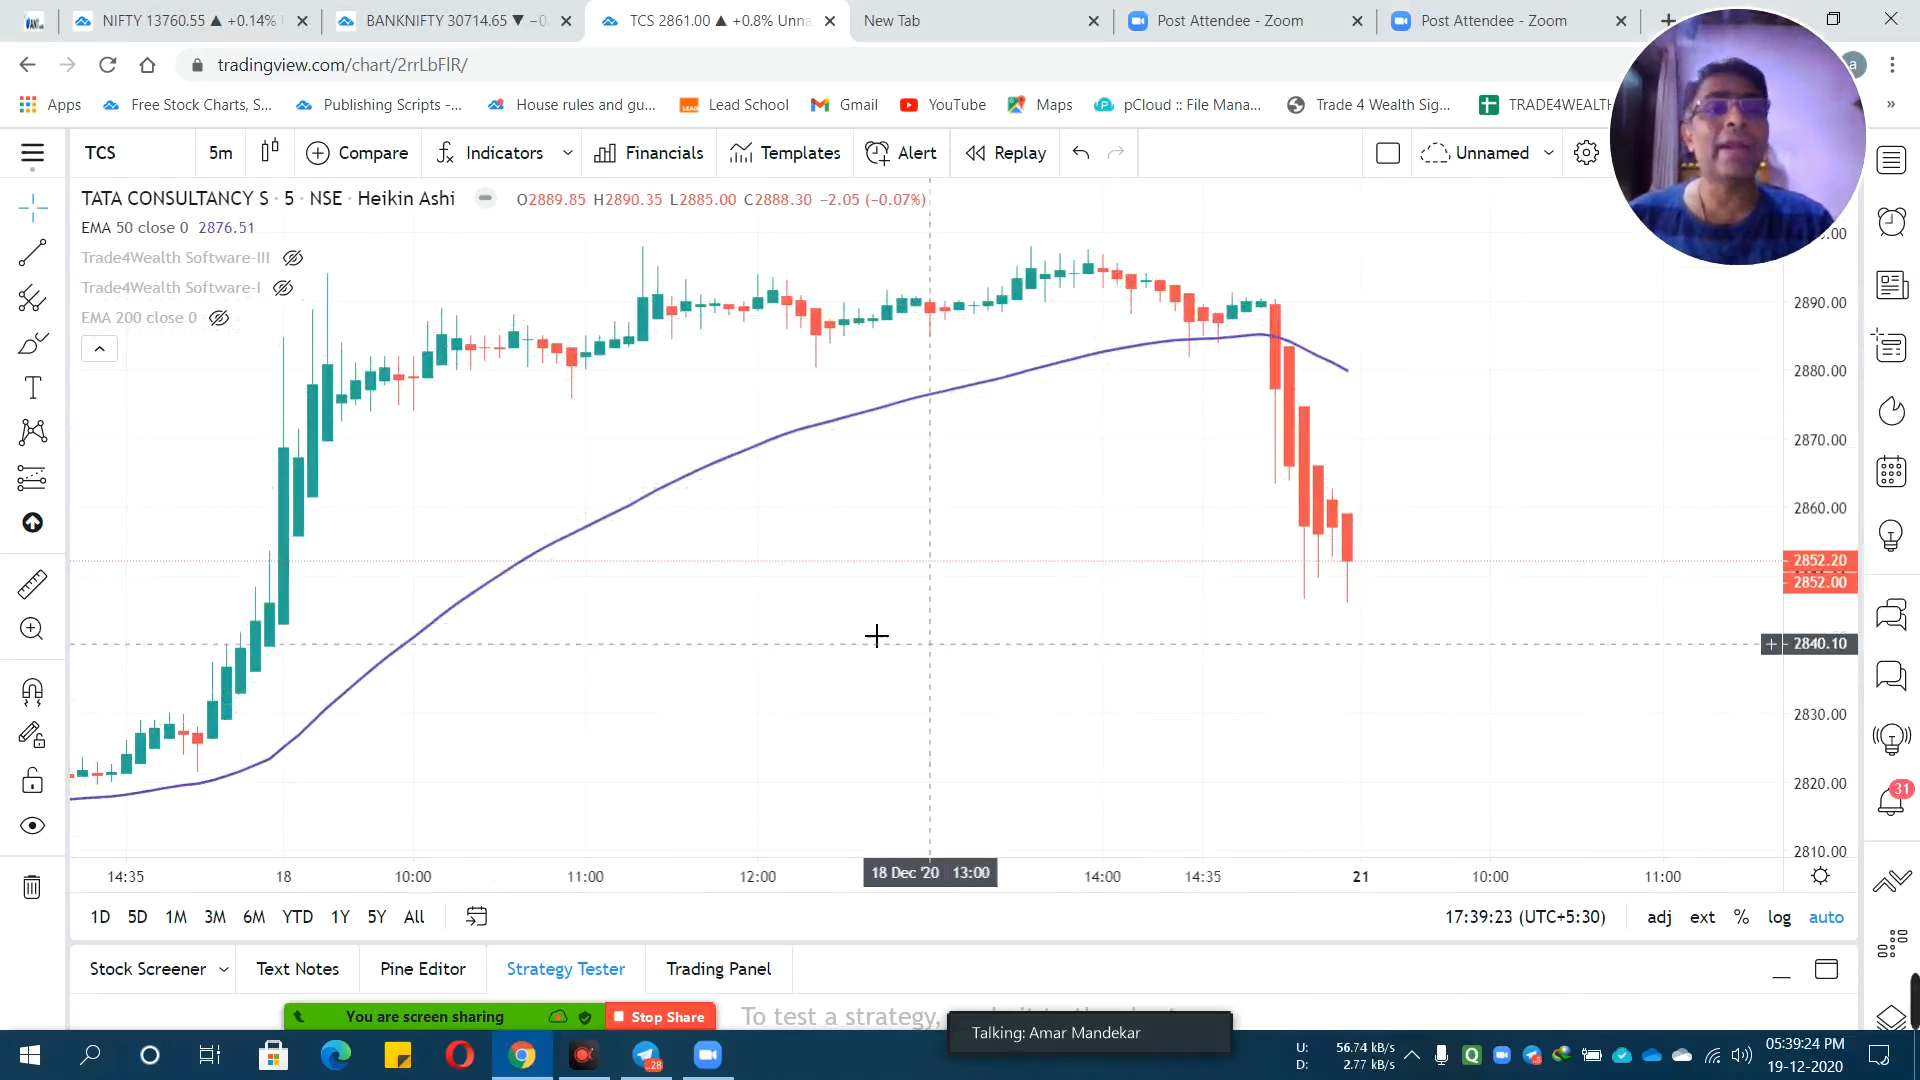 NIFTY 13760.55 ▲ +0.14%
BANKNIFTY 30714.65 ▼ −0
TCS 2861.00 ▲ +0.8% Unna
New Tab
Post Attendee - Zoom
Post Attendee - Zoom
tradingview.com/chart/2rrLbFlR/
a
Apps
Free Stock Charts, S...
Publishing Scripts -...
House rules and gu...
Lead School
Gmail
YouTube
Maps
pCloud :: File Mana...
Trade 4 Wealth Sig...
TRADE4WEALTH
»
TCS
5m
Compare
Indicators
Financials
Templates
Alert
Replay
Unnamed
TATA CONSULTANCY S · 5 · NSE · Heikin Ashi
O2889.85 H2890.35 L2885.00 C2888.30 −2.05 (−0.07%)
EMA 50 close 0 2876.51
Trade4Wealth Software-III
Trade4Wealth Software-I
EMA 200 close 0
2890.00
2880.00
2870.00
2860.00
2852.20
2852.00
2840.10
2830.00
2820.00
2810.00
31
14:35
18
10:00
11:00
12:00
18 Dec '20 13:00
14:00
14:35
21
10:00
11:00
1D 5D 1M 3M 6M YTD 1Y 5Y All
17:39:23 (UTC+5:30)
adj ext % log auto
Stock Screener
Text Notes
Pine Editor
Strategy Tester
Trading Panel
You are screen sharing
Stop Share
To test a strategy,
Talking: Amar Mandekar
28
U: 56.74 kB/s
D: 2.77 kB/s
05:39:24 PM
19-12-2020